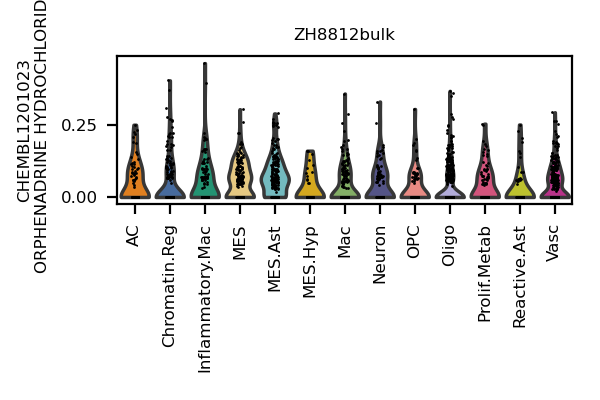 ZH8812bulk
CHEMBL1201023
ORPHENADRINE HYDROCHLORID
0.25
0.00
AC
Chromatin.Reg
Inflammatory.Mac
MES
MES.Ast
MES.Hyp
Mac
Neuron
OPC
Oligo
Prolif.Metab
Reactive.Ast
Vasc